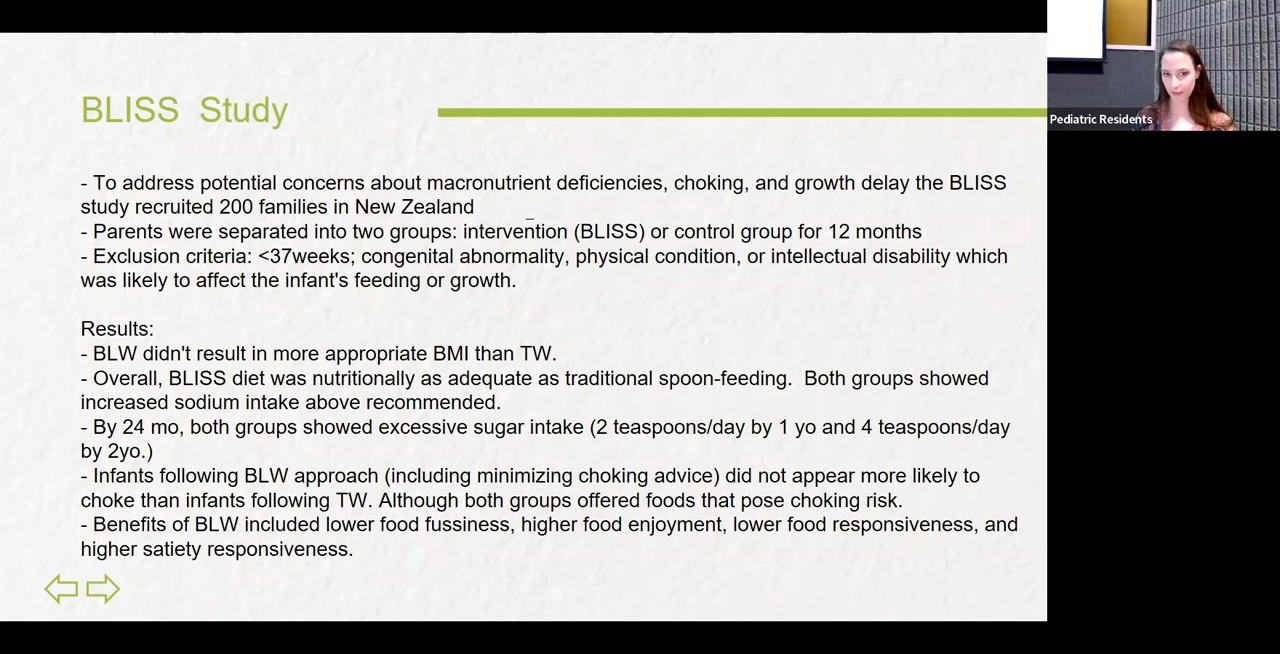 BLISS Study
- To address potential concerns about macronutrient deficiencies, choking, and growth delay the BLISS
study recruited 200 families in New Zealand
- Parents were separated into two groups: intervention (BLISS) or control group for 12 months
- Exclusion criteria: <37weeks; congenital abnormality, physical condition, or intellectual disability which
was likely to affect the infant's feeding or growth.
Results:
- BLW didn't result in more appropriate BMI than TW.
- Overall, BLISS diet was nutritionally as adequate as traditional spoon-feeding. Both groups showed
increased sodium intake above recommended.
- By 24 mo, both groups showed excessive sugar intake (2 teaspoons/day by 1 yo and 4 teaspoons/day
by 2yo.)
- Infants following BLW approach (including minimizing choking advice) did not appear more likely to
choke than infants following TW. Although both groups offered foods that pose choking risk.
- Benefits of BLW included lower food fussiness, higher food enjoyment, lower food responsiveness, and
higher satiety responsiveness.
Pediatric Residents